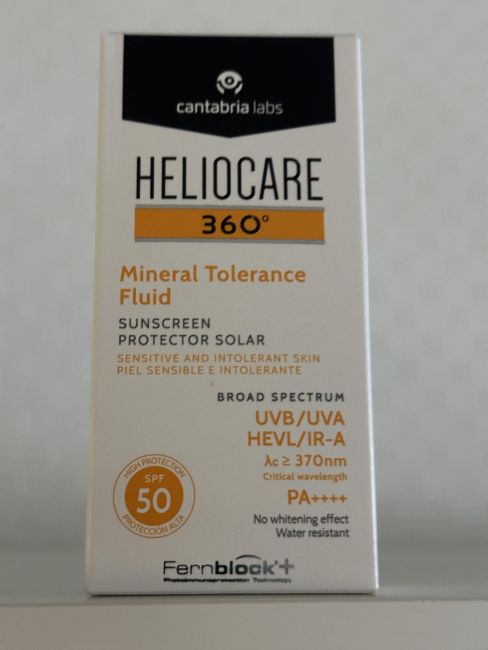 cantabria labs
HELIOCARE
360°
Mineral Tolerance
Fluid
SUNSCREEN
PROTECTOR SOLAR
SENSITIVE AND INTOLERANT SKIN
PIEL SENSIBLE E INTOLERANTE
BROAD SPECTRUM
UVB/UVA
HEVL/IR-A
λc ≥ 370nm
Critical wavelength
PA++++
No whitening effect
Water resistant
HIGH PROTECTION
SPF
50
PROTECCIÓN ALTA
Fernblock®+
Photoimmunoprotection Technology